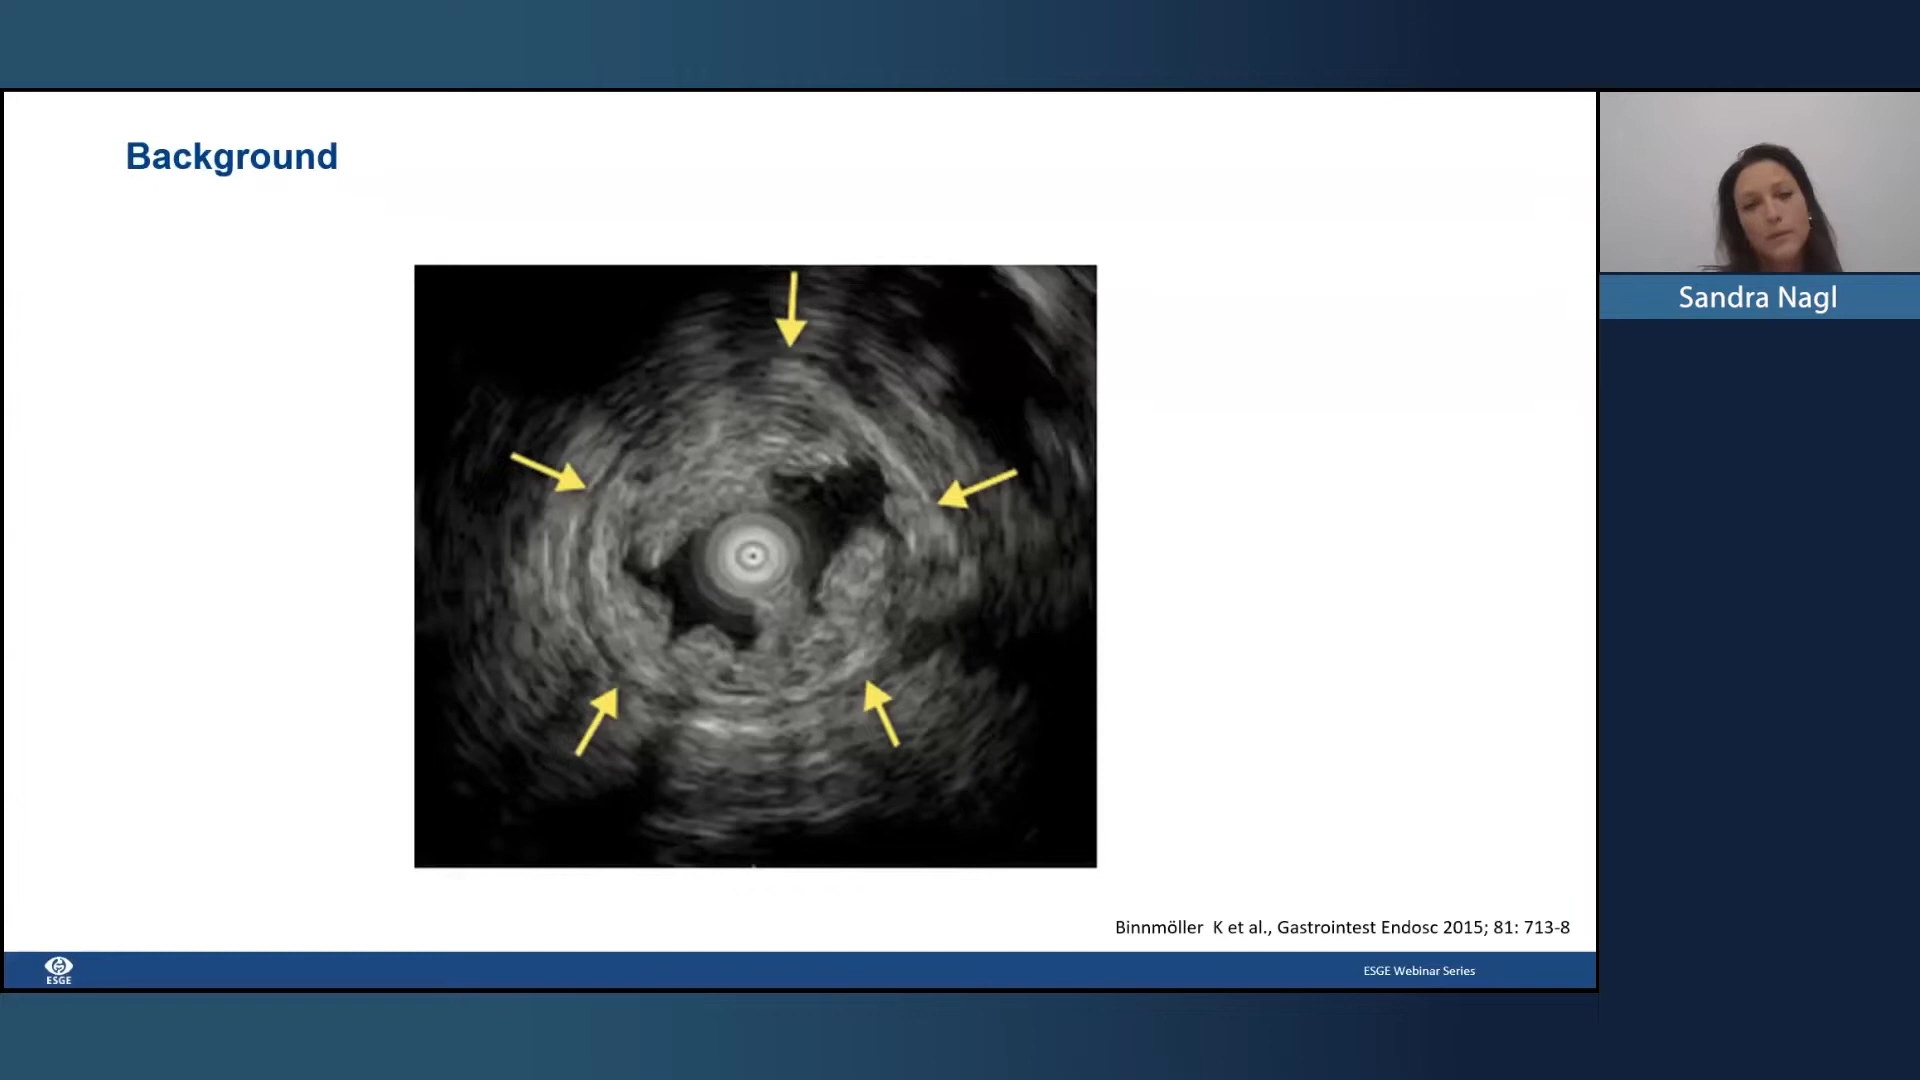 Background
Sandra Nagl
Binnmöller K et al., Gastrointest Endosc 2015; 81: 713-8
ESGE
ESGE Webinar Series